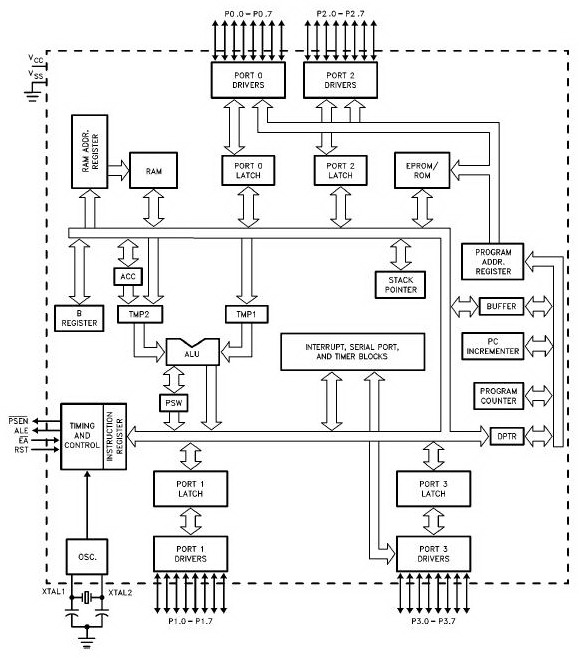 P0.0-P0.7
P2.0-P2.7
VCC
VSS
PORT 0
DRIVERS
PORT 2
DRIVERS
RAM ADDR.
REGISTER
RAM
PORT 0
LATCH
PORT 2
LATCH
EPROM/
ROM
PROGRAM
ADDR.
REGISTER
ACC
STACK
POINTER
B
REGISTER
TMP2
TMP1
BUFFER
ALU
INTERRUPT, SERIAL PORT,
AND TIMER BLOCKS
PC
INCREMENTER
PSW
PROGRAM
COUNTER
PSEN
ALE
EA
RST
TIMING
AND
CONTROL
INSTRUCTION
REGISTER
DPTR
PORT 1
LATCH
PORT 3
LATCH
OSC.
PORT 1
DRIVERS
PORT 3
DRIVERS
XTAL1
XTAL2
P1.0-P1.7
P3.0-P3.7